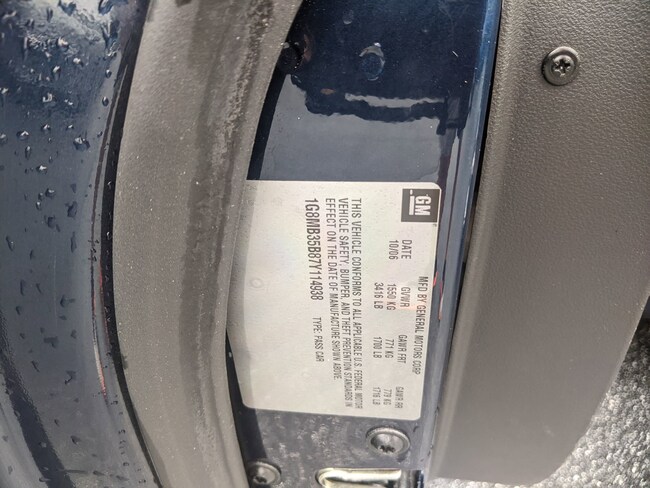 GM
MFD BY GENERAL MOTORS CORP
DATE GVWR GAWR FRT GAWR RR
10/06 1550 KG 771 KG 779 KG
3416 LB 1700 LB 1716 LB
THIS VEHICLE CONFORMS TO ALL APPLICABLE U.S. FEDERAL MOTOR
VEHICLE SAFETY, BUMPER, AND THEFT PREVENTION STANDARDS IN
EFFECT ON THE DATE OF MANUFACTURE SHOWN ABOVE.
1G8MB35B87Y114938 TYPE: PASS CAR